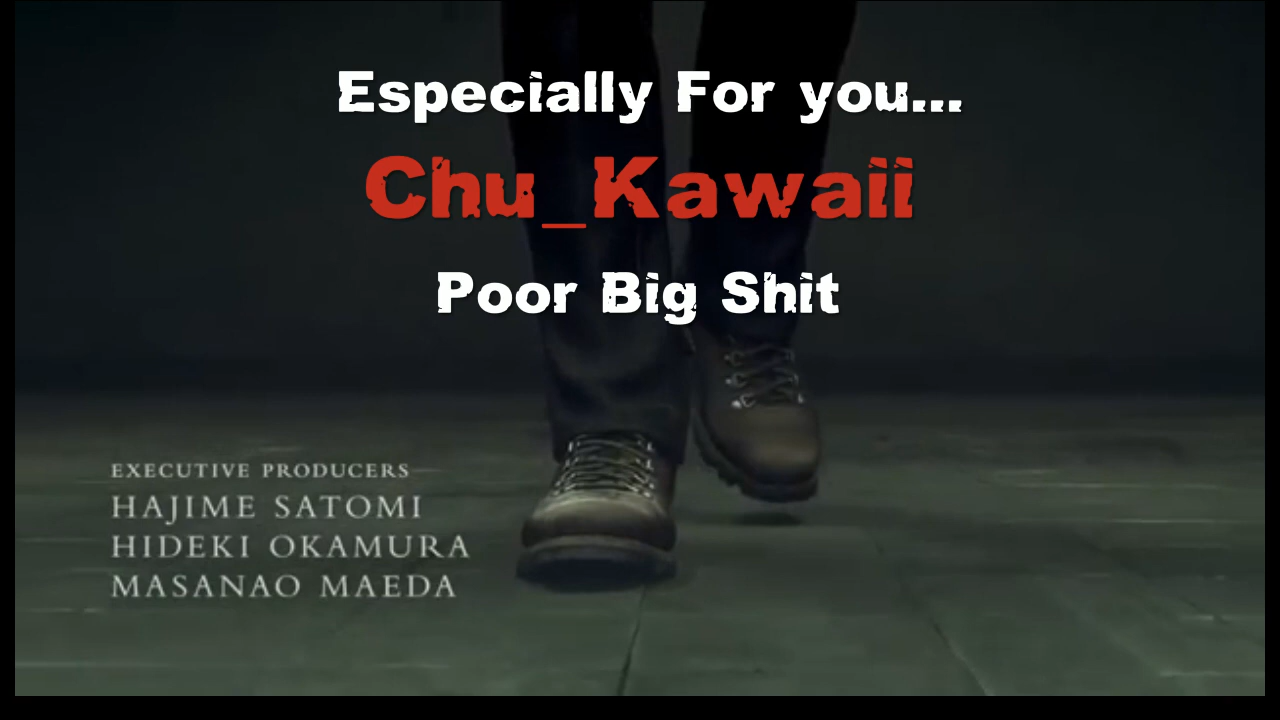 Especially For you...
Chu_Kawaii
Poor Big Shit
EXECUTIVE PRODUCERS
HAJIME SATOMI
HIDEKI OKAMURA
MASANAO MAEDA